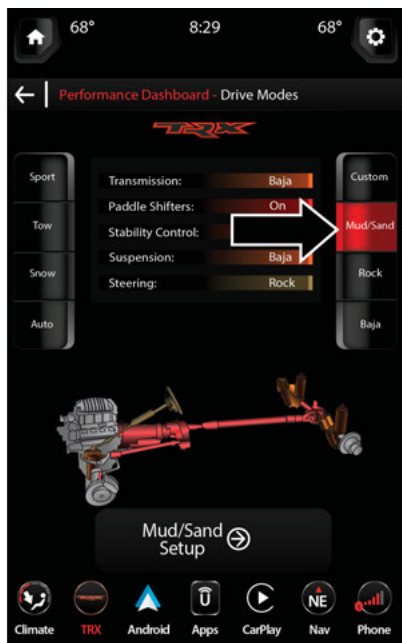 68°
8:29
68°
Performance Dashboard - Drive Modes
TRX
Sport
Tow
Snow
Auto
Transmission: Baja
Paddle Shifters: On
Stability Control:
Suspension: Baja
Steering: Rock
Custom
Mud/Sand
Rock
Baja
Mud/Sand
Setup
Climate
TRX
Android
Apps
CarPlay
NE
Nav
Phone